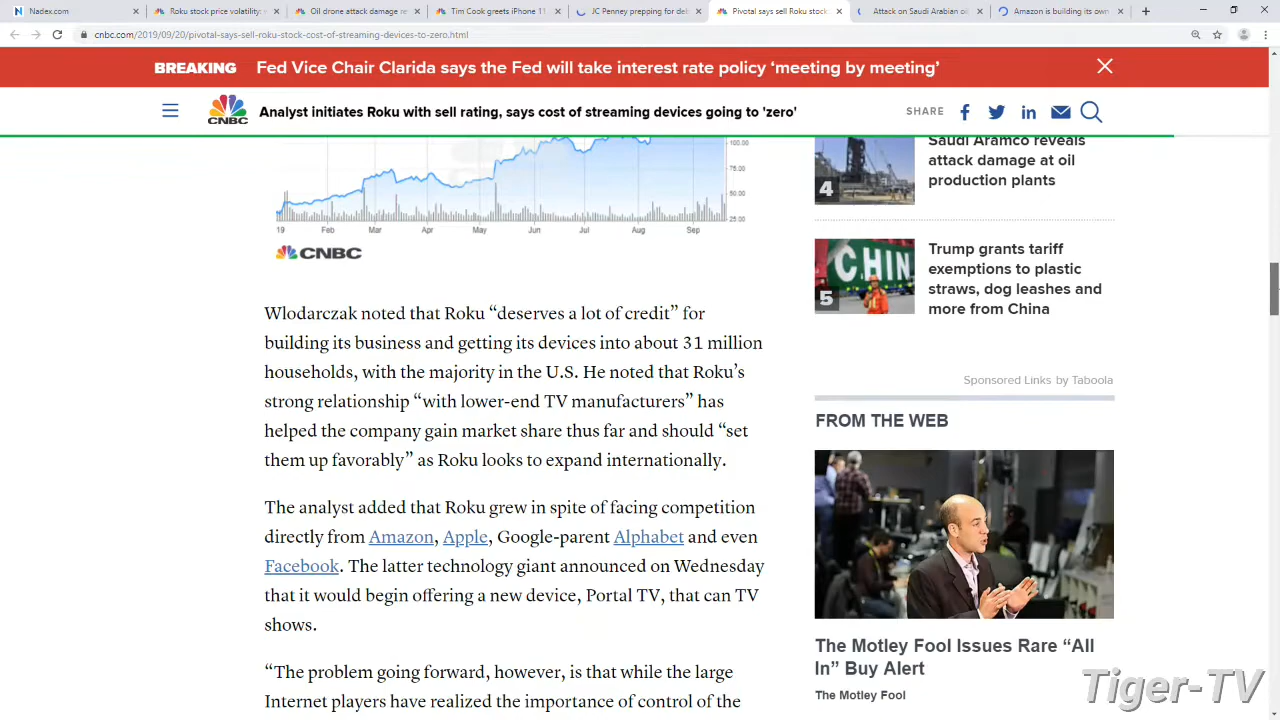 Nadex.com
Roku stock price volatility:
Oil drone attack damage re
Tim Cook greets iPhone 11
JC Penney prepping for del
Pivotal says sell Roku stock
Attack on Saudi Arabian oi
Amazon is building its own
cnbc.com/2019/09/20/pivotal-says-sell-roku-stock-cost-of-streaming-devices-to-zero.html
BREAKING Fed Vice Chair Clarida says the Fed will take interest rate policy ‘meeting by meeting’
CNBC
Analyst initiates Roku with sell rating, says cost of streaming devices going to 'zero'
SHARE
100.00
75.00
50.00
25.00
19 Feb Mar Apr May Jun Jul Aug Sep
CNBC
Wlodarczak noted that Roku “deserves a lot of credit” for
building its business and getting its devices into about 31 million
households, with the majority in the U.S. He noted that Roku’s
strong relationship “with lower-end TV manufacturers” has
helped the company gain market share thus far and should “set
them up favorably” as Roku looks to expand internationally.
The analyst added that Roku grew in spite of facing competition
directly from Amazon, Apple, Google-parent Alphabet and even
Facebook. The latter technology giant announced on Wednesday
that it would begin offering a new device, Portal TV, that can TV
shows.
“The problem going forward, however, is that while the large
Internet players have realized the importance of control of the
4
Saudi Aramco reveals
attack damage at oil
production plants
CHIN
5
Trump grants tariff
exemptions to plastic
straws, dog leashes and
more from China
Sponsored Links by Taboola
FROM THE WEB
The Motley Fool Issues Rare “All
In” Buy Alert
The Motley Fool
Tiger-TV